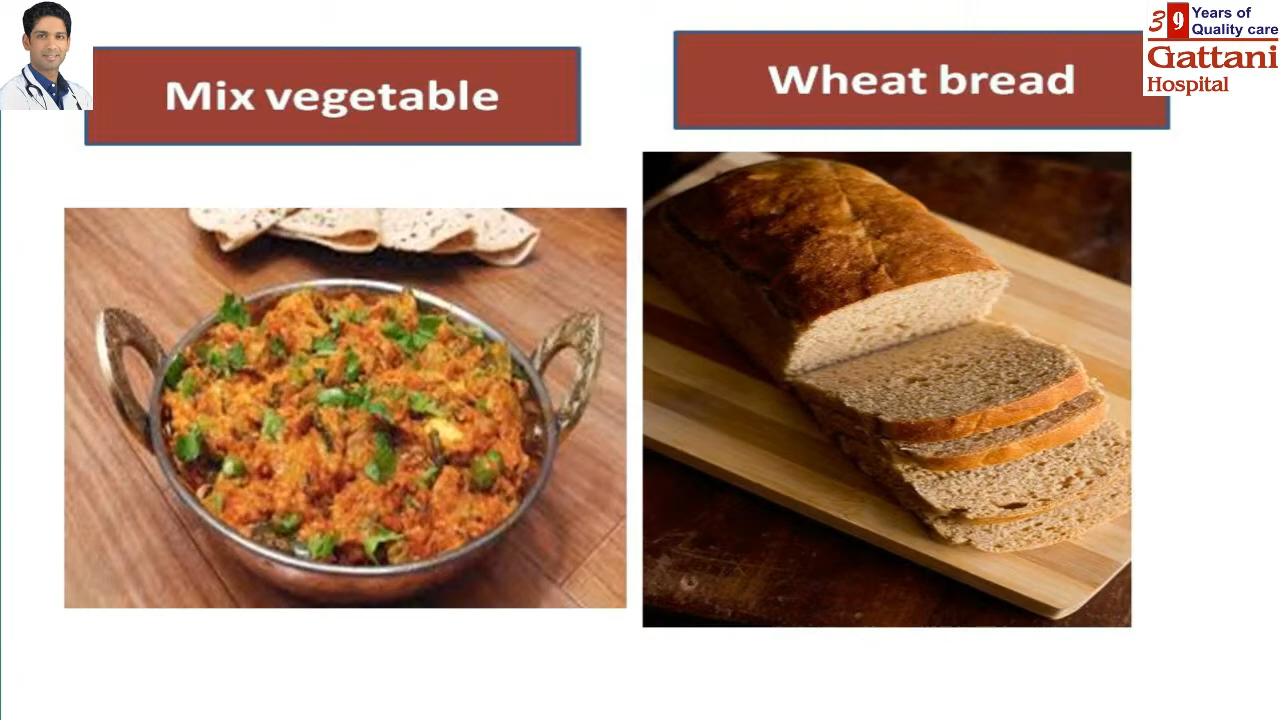 Mix vegetable
Wheat bread
39 Years of
Quality care
Gattani
Hospital